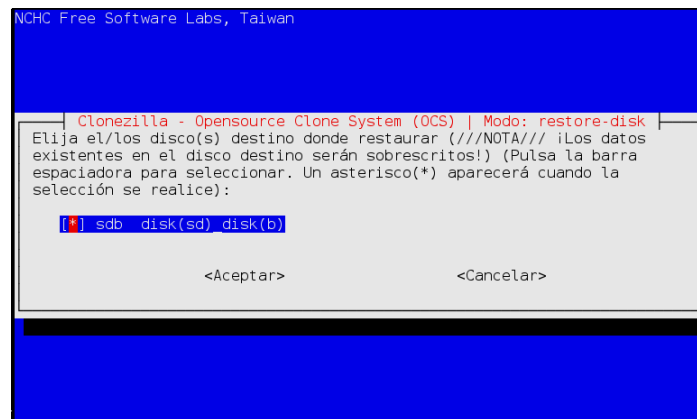 NCHC Free Software Labs, Taiwan
Clonezilla - Opensource Clone System (OCS) | Modo: restore-disk
Elija el/los disco(s) destino donde restaurar (///NOTA/// ¡Los datos
existentes en el disco destino serán sobrescritos!) (Pulsa la barra
espaciadora para seleccionar. Un asterisco(*) aparecerá cuando la
selección se realice):
[*] sdb disk(sd)_disk(b)
<Aceptar> <Cancelar>